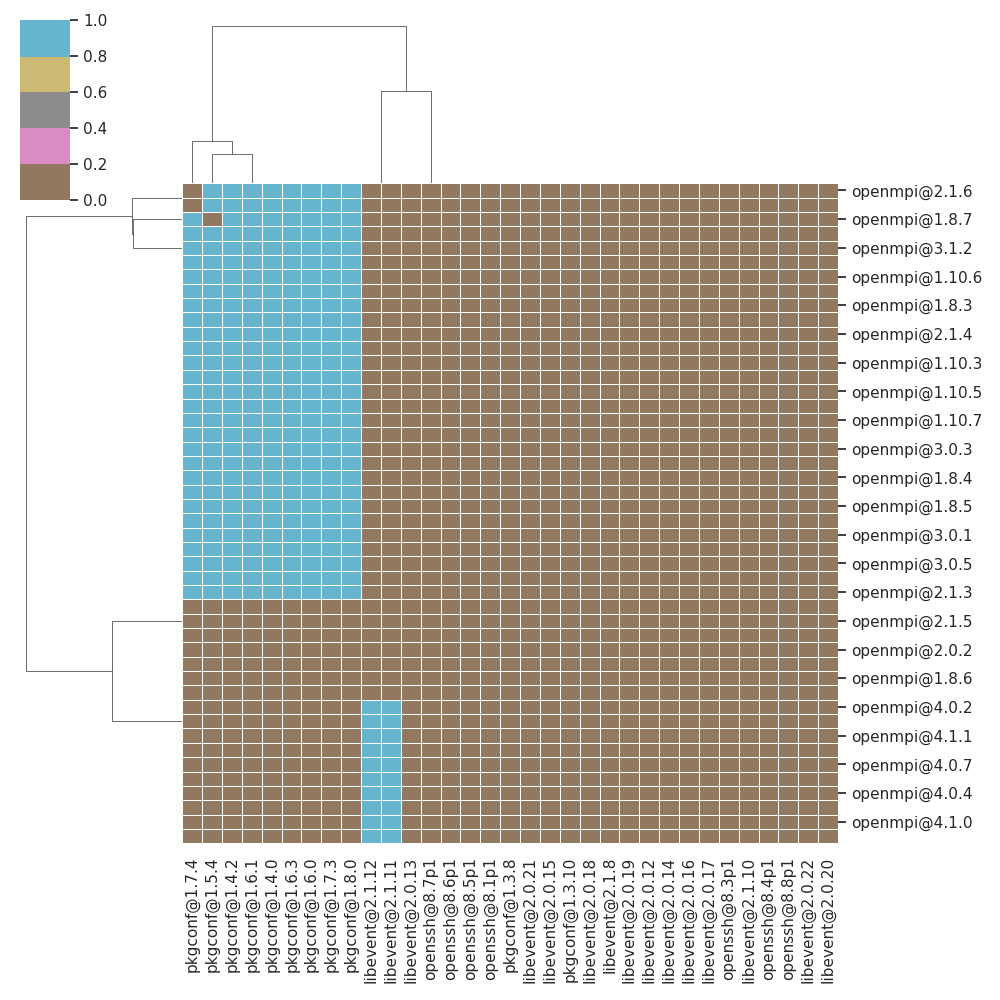 1.0
0.8
0.6
0.4
0.2
0.0
openmpi@2.1.6
openmpi@1.8.7
openmpi@3.1.2
openmpi@1.10.6
openmpi@1.8.3
openmpi@2.1.4
openmpi@1.10.3
openmpi@1.10.5
openmpi@1.10.7
openmpi@3.0.3
openmpi@1.8.4
openmpi@1.8.5
openmpi@3.0.1
openmpi@3.0.5
openmpi@2.1.3
openmpi@2.1.5
openmpi@2.0.2
openmpi@1.8.6
openmpi@4.0.2
openmpi@4.1.1
openmpi@4.0.7
openmpi@4.0.4
openmpi@4.1.0
pkgconf@1.7.4
pkgconf@1.5.4
pkgconf@1.4.2
pkgconf@1.6.1
pkgconf@1.4.0
pkgconf@1.6.3
pkgconf@1.6.0
pkgconf@1.7.3
pkgconf@1.8.0
libevent@2.1.12
libevent@2.1.11
libevent@2.0.13
openssh@8.7p1
openssh@8.6p1
openssh@8.5p1
openssh@8.1p1
pkgconf@1.3.8
libevent@2.0.21
libevent@2.0.15
pkgconf@1.3.10
libevent@2.0.18
libevent@2.1.8
libevent@2.0.19
libevent@2.0.12
libevent@2.0.14
libevent@2.0.16
libevent@2.0.17
openssh@8.3p1
libevent@2.1.10
openssh@8.4p1
openssh@8.8p1
libevent@2.0.22
libevent@2.0.20